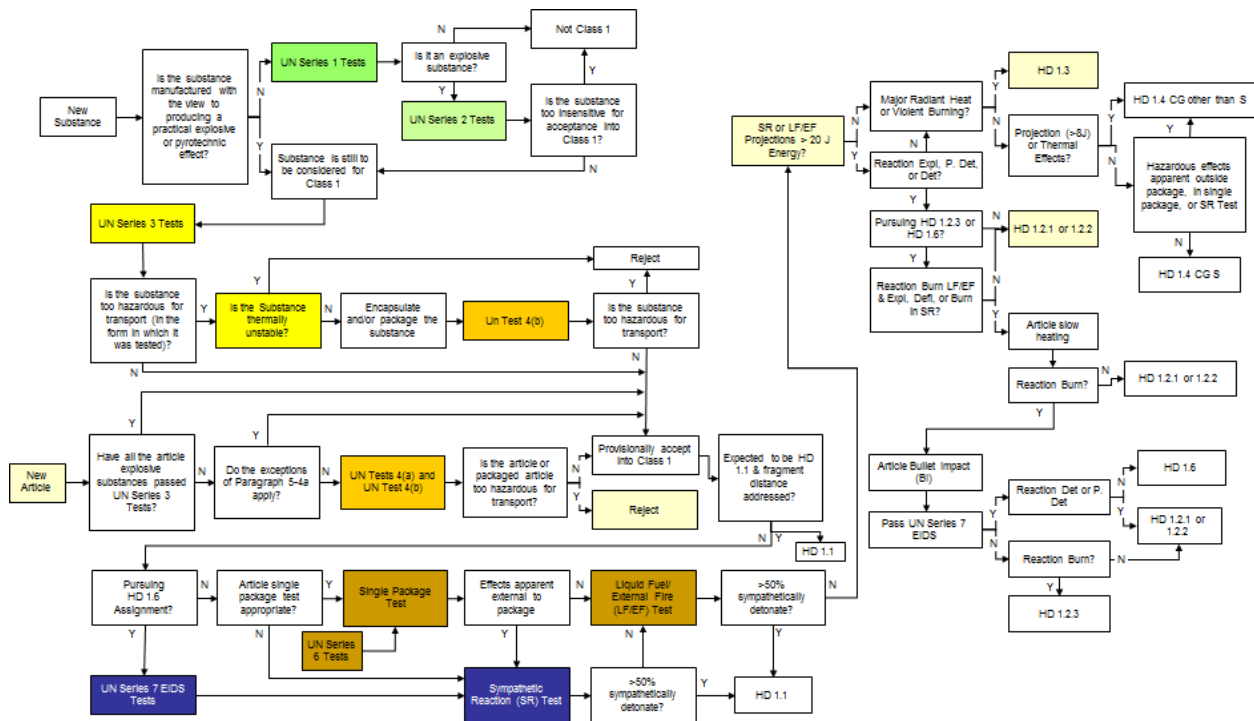 New
Substance
Is the substance
manufactured with
the view to
producing a
practical explosive
or pyrotechnic
effect?
N
Y
UN Series 1 Tests
Is it an explosive
substance?
N
Y
Not Class 1
UN Series 2 Tests
Is the substance
too insensitive for
acceptance into
Class 1?
Y
N
Substance is still to
be considered for
Class 1
UN Series 3 Tests
Is the substance
too hazardous for
transport (in the
form in which it
was tested)?
Y
N
Is the Substance
thermally
unstable?
Y
N
Encapsulate
and/or package the
substance
Un Test 4(b)
Reject
Y
Is the substance
too hazardous for
transport?
N
New
Article
Have all the article
explosive
substances passed
UN Series 3
Tests?
Y
N
Do the exceptions
of Paragraph 5-4a
apply?
Y
N
UN Tests 4(a) and
UN Test 4(b)
Is the article or
packaged article
too hazardous for
transport?
N
Y
Provisionally accept
into Class 1
Reject
Expected to be HD
1.1 & fragment
distance
addressed?
N
Y
HD 1.1
Pursuing
HD 1.6
Assignment?
N
Y
Article single
package test
appropriate?
Y
N
Single Package
Test
UN Series
6 Tests
Effects apparent
external to
package
N
Y
Liquid Fuel/
External Fire
(LF/EF) Test
N
>50%
sympathetically
detonate?
N
Y
UN Series 7 EIDS
Tests
Sympathetic
Reaction (SR) Test
>50%
sympathetically
detonate?
Y
HD 1.1
SR or LF/EF
Projections > 20 J
Energy?
N
Y
Major Radiant Heat
or Violent Burning?
Y
N
HD 1.3
Projection (>8J)
or Thermal
Effects?
Y
N
HD 1.4 CG other than S
Y
Hazardous effects
apparent outside
package, in single
package, or SR Test
N
HD 1.4 CG S
N
Reaction Expl, P. Det,
or Det?
Y
Pursuing HD 1.2.3 or
HD 1.6?
N
Y
HD 1.2.1 or 1.2.2
Reaction Burn LF/EF
& Expl, Defl, or Burn
in SR?
N
Y
Article slow
heating
Reaction Burn?
N
Y
HD 1.2.1 or 1.2.2
Article Bullet Impact
(BI)
Pass UN Series 7
EIDS
Y
N
Reaction Det or P.
Det
N
Y
HD 1.6
HD 1.2.1 or
1.2.2
Reaction Burn?
N
Y
HD 1.2.3